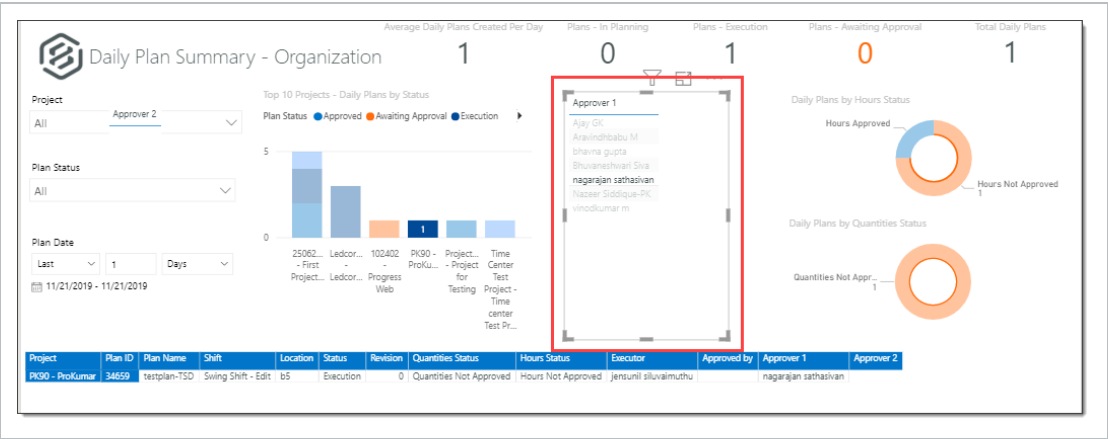 Average Daily Plans Created Per Day
Plans - In Planning
Plans - Execution
Plans - Awaiting Approval
Total Daily Plans
Daily Plan Summary - Organization
1
0
1
0
1
Project
All
Approver 2
Plan Status
All
Plan Date
Last 1 Days
11/21/2019 - 11/21/2019
Top 10 Projects - Daily Plans by Status
Plan Status Approved Awaiting Approval Execution
5
0
1
25062...
- First
Project...
Ledcor...
-
Ledcor...
102402
-
Progress
Web
PK90 -
ProKu...
Project...
- Project
for
Testing
Time
Center
Test
Project -
Time
center
Test Pr...
Approver 1
Ajay GK
Aravindhbabu M
bhavna gupta
Bhuvaneshwari Siva
nagarajan sathasivan
Nazeer Siddique-PK
vinodkumar m
Daily Plans by Hours Status
Hours Approved
Hours Not Approved
1
Daily Plans by Quantities Status
Quantities Not Appr...
1
Project Plan ID Plan Name Shift Location Status Revision Quantities Status Hours Status Executor Approved by Approver 1 Approver 2
PK90 - ProKumar 34659 testplan-TSD Swing Shift - Edit b5 Execution 0 Quantities Not Approved Hours Not Approved jensunil siluvaimuthu nagarajan sathasivan